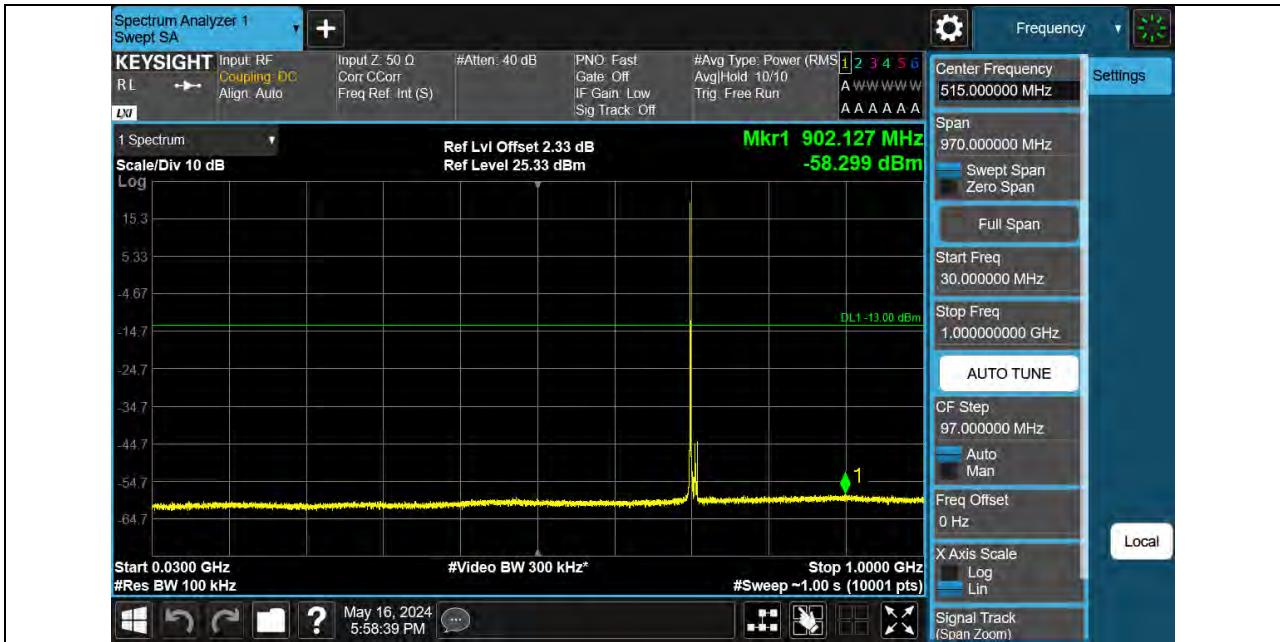 Spectrum Analyzer 1
Swept SA
Frequency
KEYSIGHT
RL
LXI
Input: RF
Coupling: DC
Align: Auto
Input Z: 50 Ω
Corr CCorr
Freq Ref: Int (S)
#Atten: 40 dB
PNO: Fast
Gate: Off
IF Gain: Low
Sig Track: Off
#Avg Type: Power (RMS
Avg|Hold: 10/10
Trig: Free Run
1 2 3 4 5 6
A W W W W W
A A A A A A
1 Spectrum
Scale/Div 10 dB
Ref Lvl Offset 2.33 dB
Ref Level 25.33 dBm
Mkr1 902.127 MHz
-58.299 dBm
Log
15.3
5.33
-4.67
-14.7
-24.7
-34.7
-44.7
-54.7
-64.7
DL1 -13.00 dBm
1
Start 0.0300 GHz
#Res BW 100 kHz
#Video BW 300 kHz*
Stop 1.0000 GHz
#Sweep ~1.00 s (10001 pts)
May 16, 2024
5:58:39 PM
Center Frequency
515.000000 MHz
Span
970.000000 MHz
Swept Span
Zero Span
Full Span
Start Freq
30.000000 MHz
Stop Freq
1.000000000 GHz
AUTO TUNE
CF Step
97.000000 MHz
Auto
Man
Freq Offset
0 Hz
X Axis Scale
Log
Lin
Signal Track
(Span Zoom)
Settings
Local